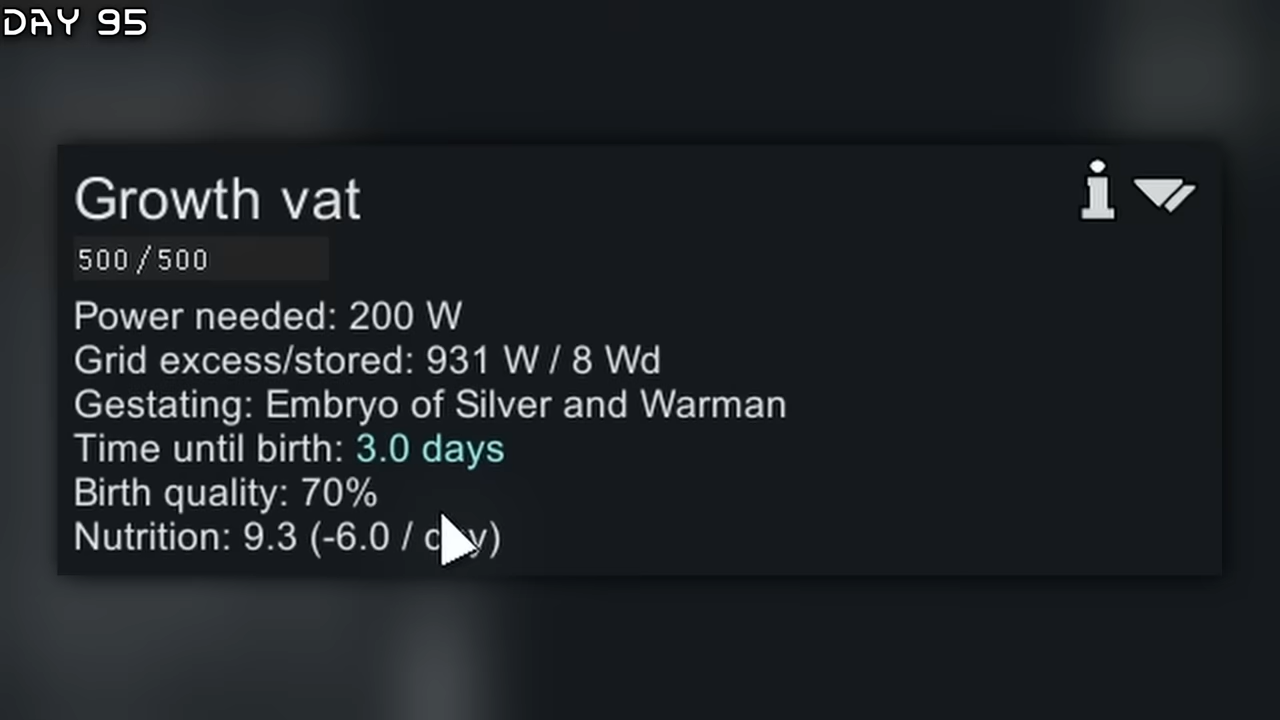 DAY 95
Growth vat
500 / 500
Power needed: 200 W
Grid excess/stored: 931 W / 8 Wd
Gestating: Embryo of Silver and Warman
Time until birth: 3.0 days
Birth quality: 70%
Nutrition: 9.3 (-6.0 / day)